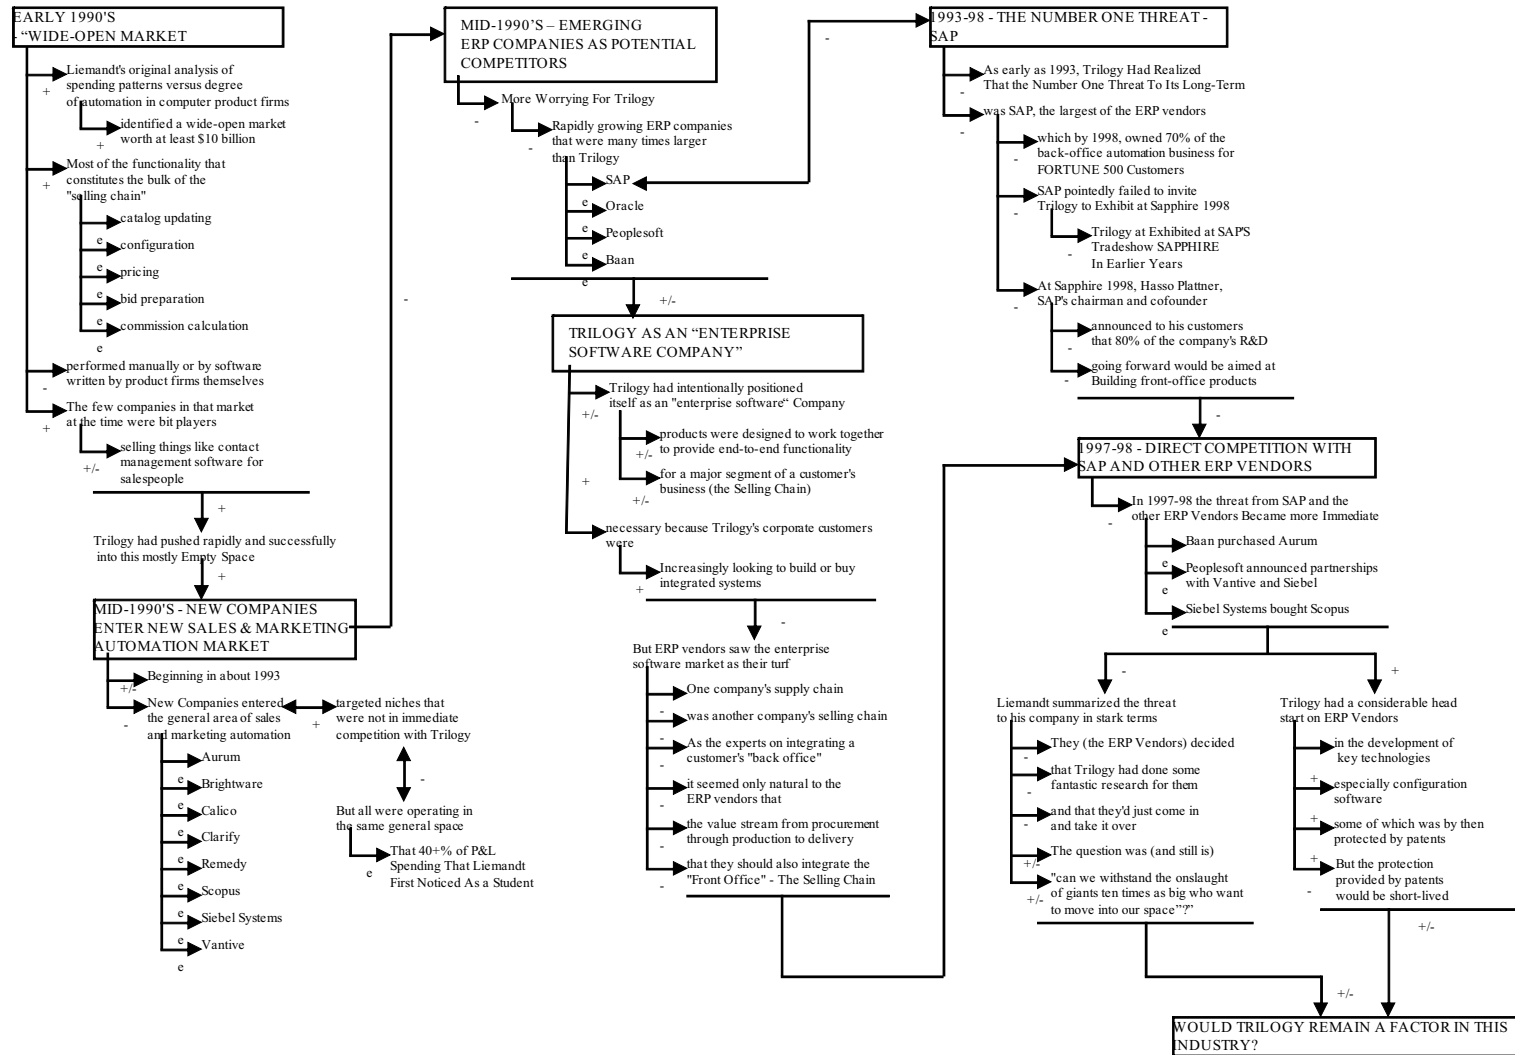 EARLY 1990'S
- “WIDE-OPEN MARKET
Liemandt's original analysis of
spending patterns versus degree
of automation in computer product firms
+
identified a wide-open market
worth at least $10 billion
+
Most of the functionality that
constitutes the bulk of the
"selling chain"
+
catalog updating
e
configuration
e
pricing
e
bid preparation
e
commission calculation
e
performed manually or by software
written by product firms themselves
-
The few companies in that market
at the time were bit players
+
selling things like contact
management software for
salespeople
+/-
+
Trilogy had pushed rapidly and successfully
into this mostly Empty Space
+
MID-1990'S - NEW COMPANIES
ENTER NEW SALES & MARKETING
AUTOMATION MARKET
-
Beginning in about 1993
+/-
New Companies entered
the general area of sales
and marketing automation
-
Aurum
e
Brightware
e
Calico
e
Clarify
e
Remedy
e
Scopus
e
Siebel Systems
e
Vantive
e
+
targeted niches that
were not in immediate
competition with Trilogy
-
But all were operating in
the same general space
That 40+% of P&L
Spending That Liemandt
First Noticed As a Student
e
MID-1990’S – EMERGING
ERP COMPANIES AS POTENTIAL
COMPETITORS
More Worrying For Trilogy
-
Rapidly growing ERP companies
that were many times larger
than Trilogy
-
SAP
e
Oracle
e
Peoplesoft
e
Baan
e
+/-
TRILOGY AS AN “ENTERPRISE
SOFTWARE COMPANY”
Trilogy had intentionally positioned
itself as an "enterprise software“ Company
+/-
products were designed to work together
to provide end-to-end functionality
+/-
for a major segment of a customer's
business (the Selling Chain)
+/-
+
necessary because Trilogy's corporate customers
were
Increasingly looking to build or buy
integrated systems
+
-
But ERP vendors saw the enterprise
software market as their turf
One company's supply chain
-
was another company's selling chain
-
As the experts on integrating a
customer's "back office"
-
it seemed only natural to the
ERP vendors that
-
the value stream from procurement
through production to delivery
-
that they should also integrate the
"Front Office" - The Selling Chain
-
-
1993-98 - THE NUMBER ONE THREAT -
SAP
As early as 1993, Trilogy Had Realized
That the Number One Threat To Its Long-Term
-
was SAP, the largest of the ERP vendors
-
which by 1998, owned 70% of the
back-office automation business for
FORTUNE 500 Customers
-
SAP pointedly failed to invite
Trilogy to Exhibit at Sapphire 1998
-
Trilogy at Exhibited at SAP'S
Tradeshow SAPPHIRE
In Earlier Years
-
At Sapphire 1998, Hasso Plattner,
SAP's chairman and cofounder
-
announced to his customers
that 80% of the company's R&D
-
going forward would be aimed at
Building front-office products
-
-
1997-98 - DIRECT COMPETITION WITH
SAP AND OTHER ERP VENDORS
In 1997-98 the threat from SAP and the
other ERP Vendors Became more Immediate
-
Baan purchased Aurum
e
Peoplesoft announced partnerships
with Vantive and Siebel
e
Siebel Systems bought Scopus
e
-
Liemandt summarized the threat
to his company in stark terms
They (the ERP Vendors) decided
-
that Trilogy had done some
fantastic research for them
-
and that they'd just come in
and take it over
-
The question was (and still is)
+/-
"can we withstand the onslaught
of giants ten times as big who want
to move into our space”?”
+/-
+
Trilogy had a considerable head
start on ERP Vendors
in the development of
key technologies
+
especially configuration
software
+
some of which was by then
protected by patents
+
But the protection
provided by patents
would be short-lived
-
+/-
+/-
WOULD TRILOGY REMAIN A FACTOR IN THIS
INDUSTRY?